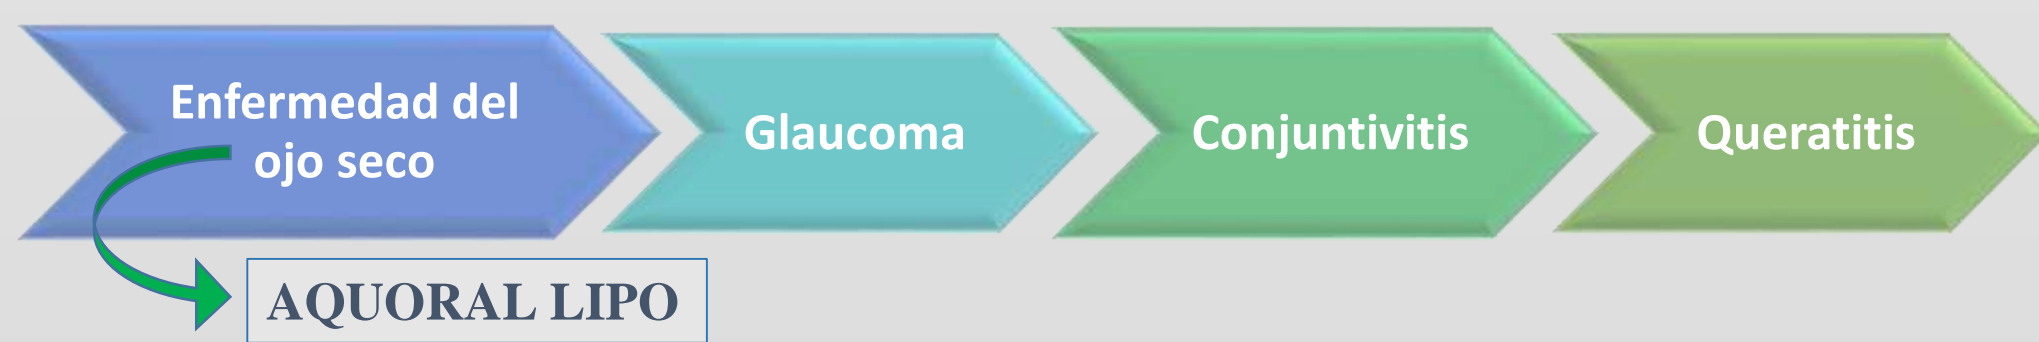 Enfermedad del
ojo seco
Glaucoma
Conjuntivitis
Queratitis
AQUORAL LIPO